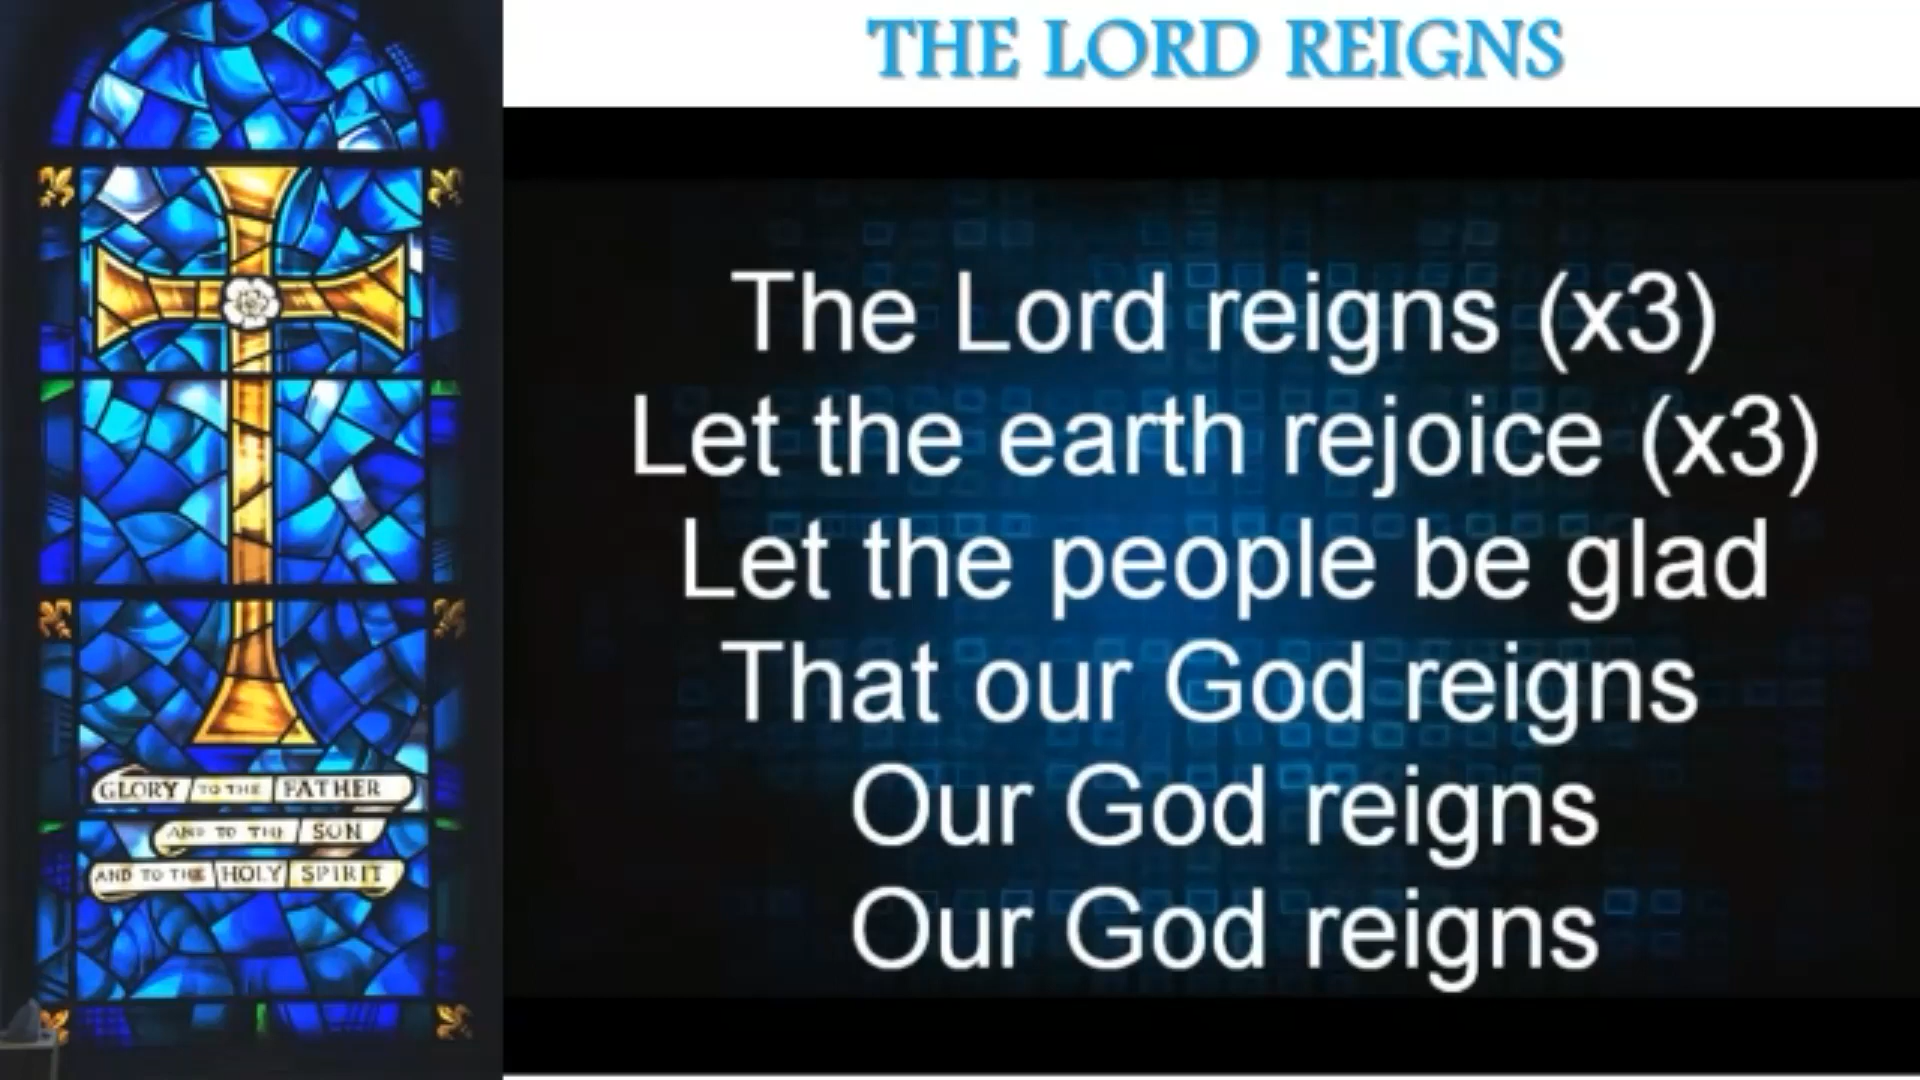 THE LORD REIGNS
The Lord reigns (x3)
Let the earth rejoice (x3)
Let the people be glad
That our God reigns
Our God reigns
Our God reigns
GLORY TO THE FATHER
AND TO THE SON
AND TO THE HOLY SPIRIT